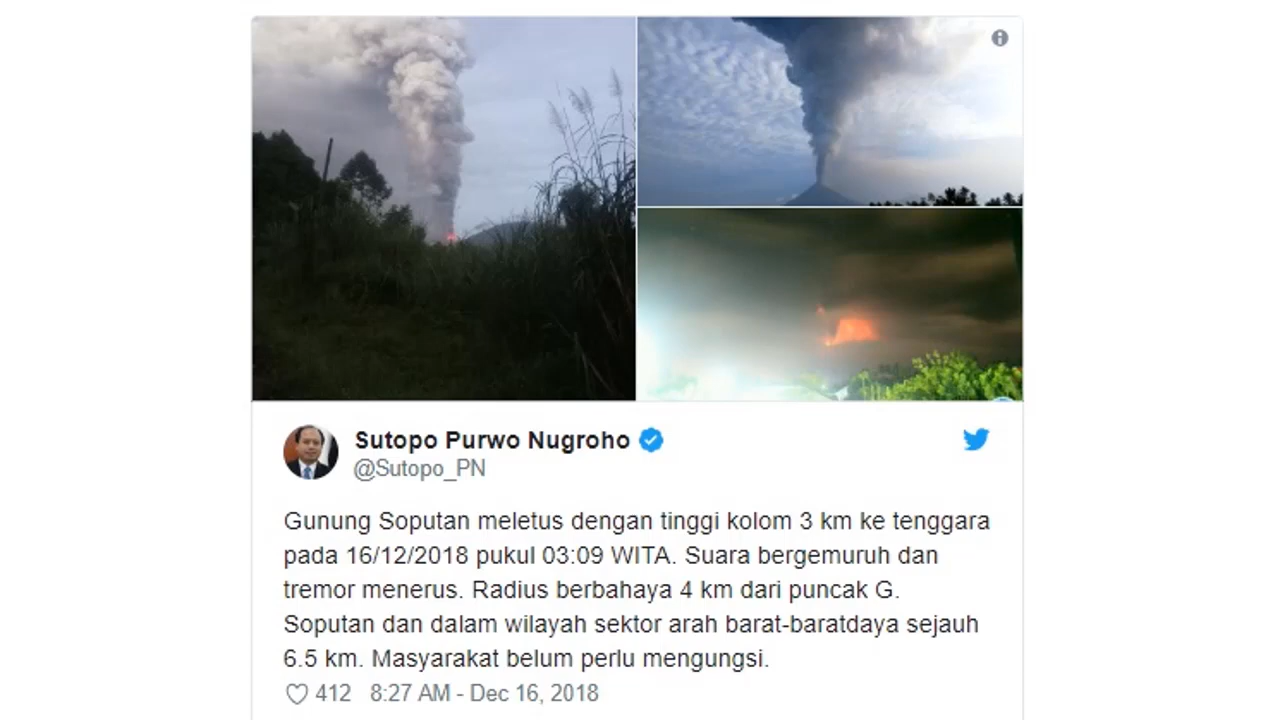 Sutopo Purwo Nugroho
@Sutopo_PN
Gunung Soputan meletus dengan tinggi kolom 3 km ke tenggara
pada 16/12/2018 pukul 03:09 WITA. Suara bergemuruh dan
tremor menerus. Radius berbahaya 4 km dari puncak G.
Soputan dan dalam wilayah sektor arah barat-baratdaya sejauh
6.5 km. Masyarakat belum perlu mengungsi.
412 8:27 AM - Dec 16, 2018